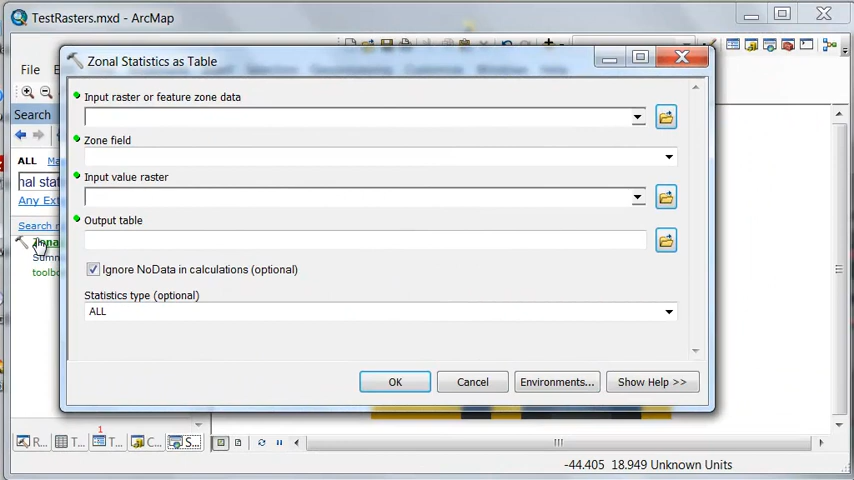 TestRasters.mxd - ArcMap
File
Zonal Statistics as Table
Search
ALL
Input raster or feature zone data
Zone field
Input value raster
Output table
Ignore NoData in calculations (optional)
Statistics type (optional)
ALL
OK
Cancel
Environments...
Show Help >>
nal stat
Any Ext
Search
toolbo
1
R...
T...
T...
C...
S...
-44.405 18.949 Unknown Units